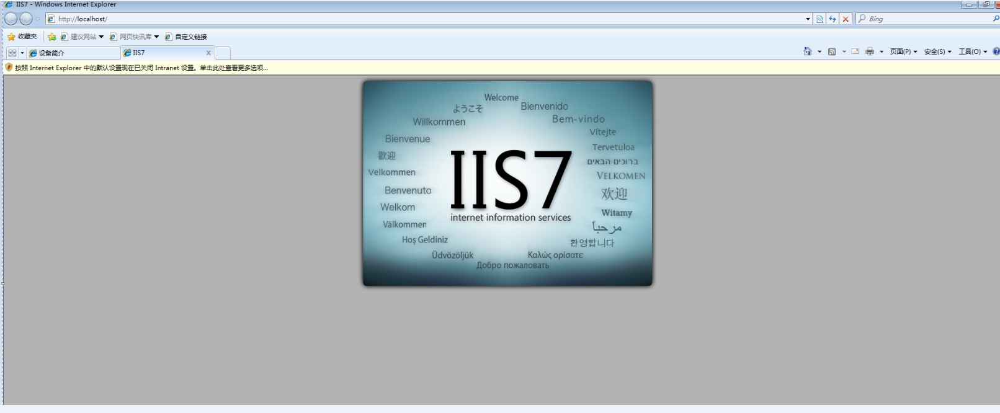 IIS7 - Windows Internet Explorer
http://localhost/
Bing
收藏夹 建议网站 网页快讯库 自定义链接
设备简介 IIS7 页面(P) 安全(S) 工具(O)
按照 Internet Explorer 中的默认设置现在已关闭 Intranet 设置。单击此处查看更多选项...
Welcome
ようこそ Bienvenido
Willkommen Bem-vindo
Vítejte
Bienvenue
Tervetuloa
歡迎
ברוכים הבאים
Velkommen
VELKOMEN
Benvenuto
欢迎
IIS7
Welkom
Witamy
internet information services
Välkommen
مرحباً
Hoş Geldiniz
환영합니다
Üdvözöljük
Καλώς ορίσατε
Добро пожаловать